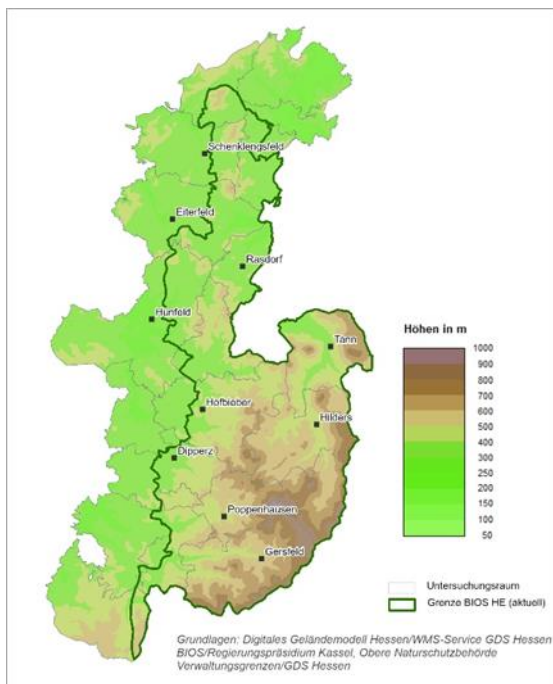 Schenklengsfeld
Eiterfeld
Rasdorf
Hünfeld
Tann
Hofbieber
Hilders
Dipperz
Poppenhausen
Gersfeld
Höhen in m
1000
900
800
700
600
500
400
300
250
200
150
100
50
Untersuchungsraum
Grenze BIOS HE (aktuell)
Grundlagen: Digitales Geländemodell Hessen/WMS-Service GDS Hessen
BIOS/Regierungspräsidium Kassel, Obere Naturschutzbehörde
Verwaltungsgrenzen/GDS Hessen